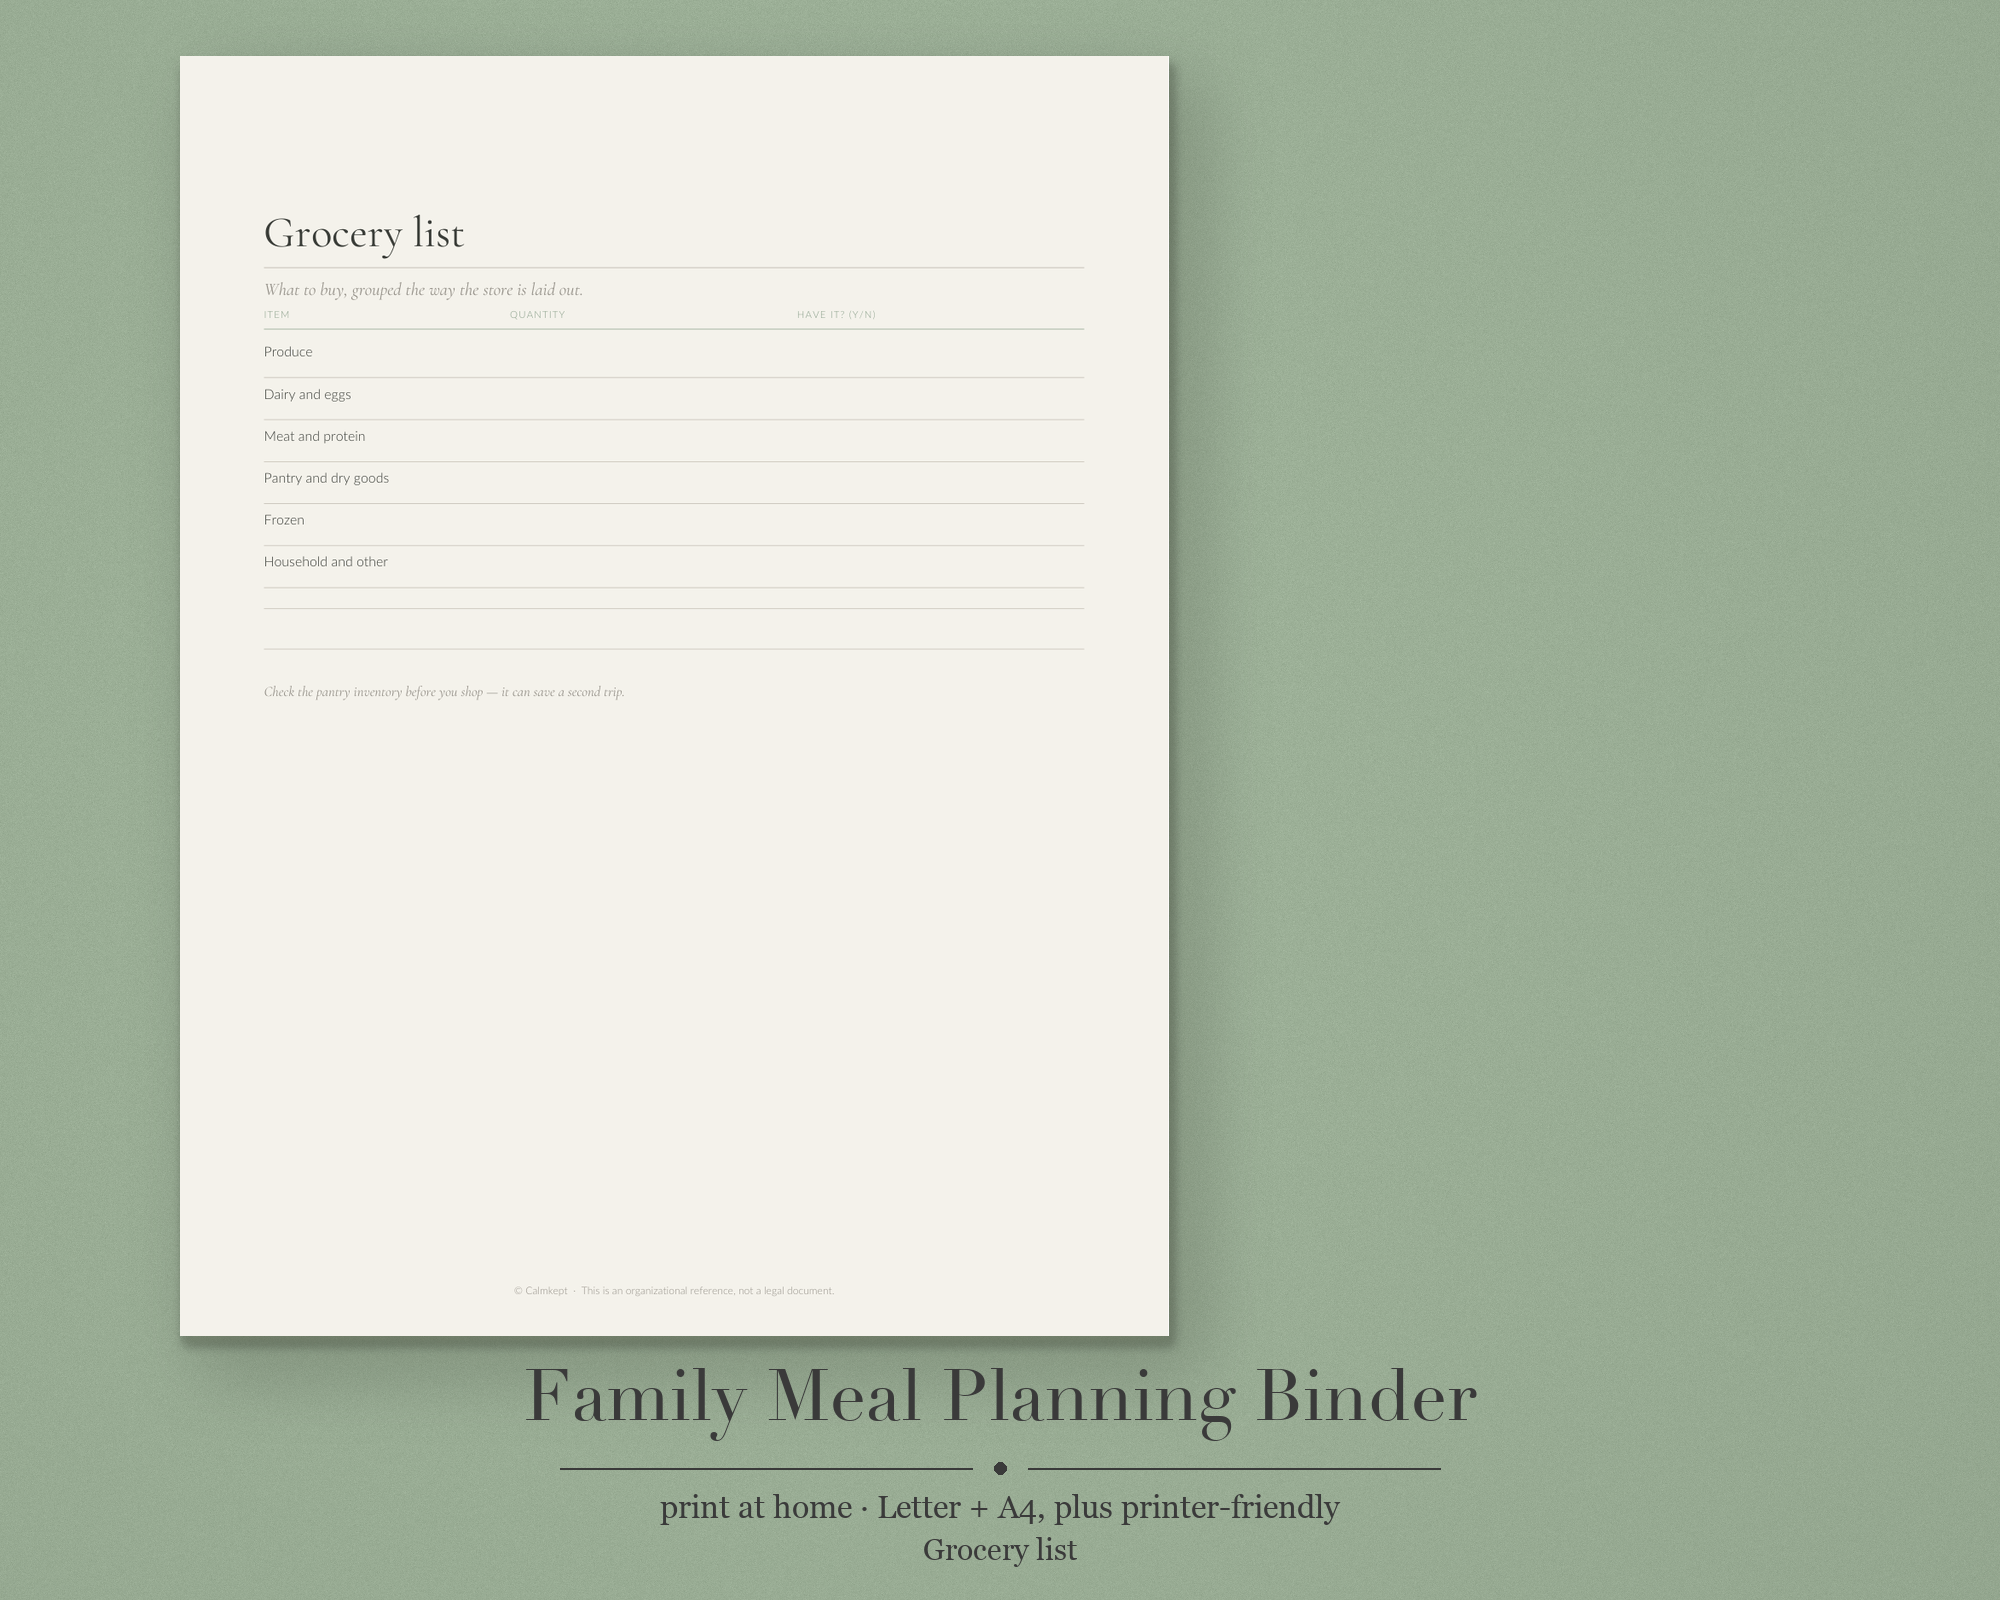 Grocery list
What to buy, grouped the way the store is laid out.
ITEM QUANTITY HAVE IT? (Y/N)
Produce
Dairy and eggs
Meat and protein
Pantry and dry goods
Frozen
Household and other
Check the pantry inventory before you shop — it can save a second trip.
© Calmkept · This is an organizational reference, not a legal document.
Family Meal Planning Binder
print at home · Letter + A4, plus printer-friendly
Grocery list